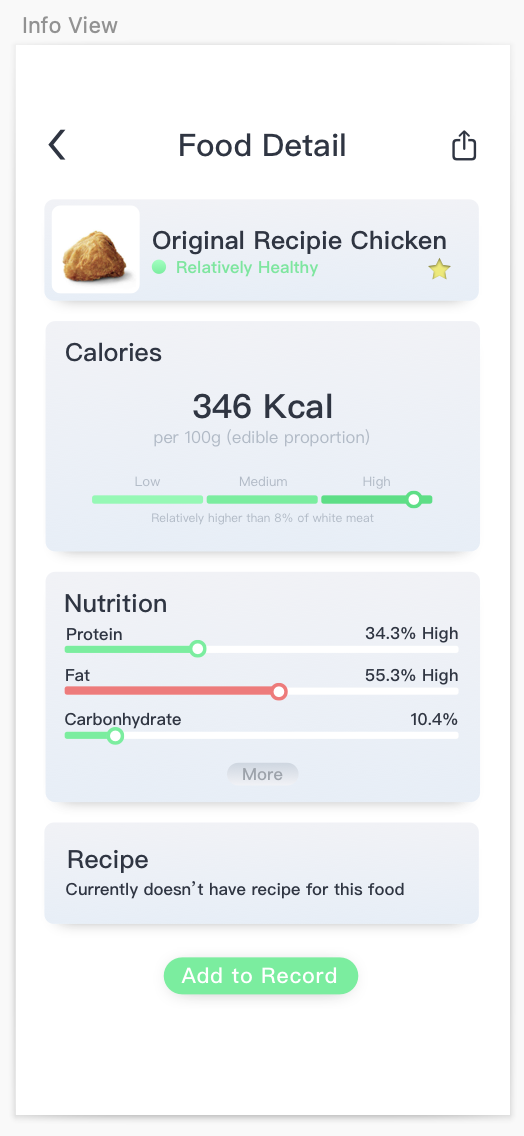 Info View
Food Detail
Original Recipie Chicken
Relatively Healthy
Calories
346 Kcal
per 100g (edible proportion)
Low Medium High
Relatively higher than 8% of white meat
Nutrition
Protein 34.3% High
Fat 55.3% High
Carbonhydrate 10.4%
More
Recipe
Currently doesn't have recipe for this food
Add to Record